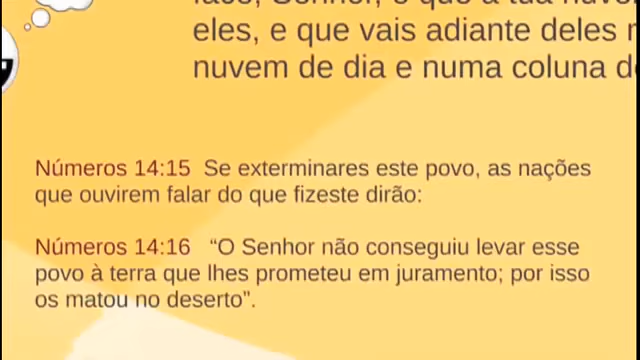 eles, e que vais adiante deles
nuvem de dia e numa coluna
Números 14:15 Se exterminares este povo, as nações
que ouvirem falar do que fizeste dirão:
Números 14:16 “O Senhor não conseguiu levar esse
povo à terra que lhes prometeu em juramento; por isso
os matou no deserto".